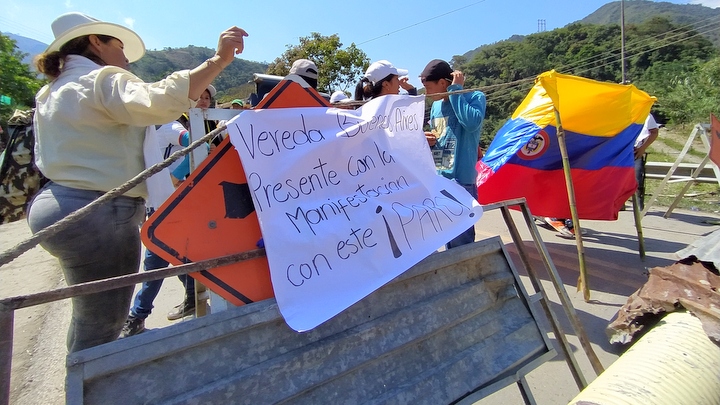 Vereda Buenos Aires
Presente con la
Manifestacion
con este ¡PARO!